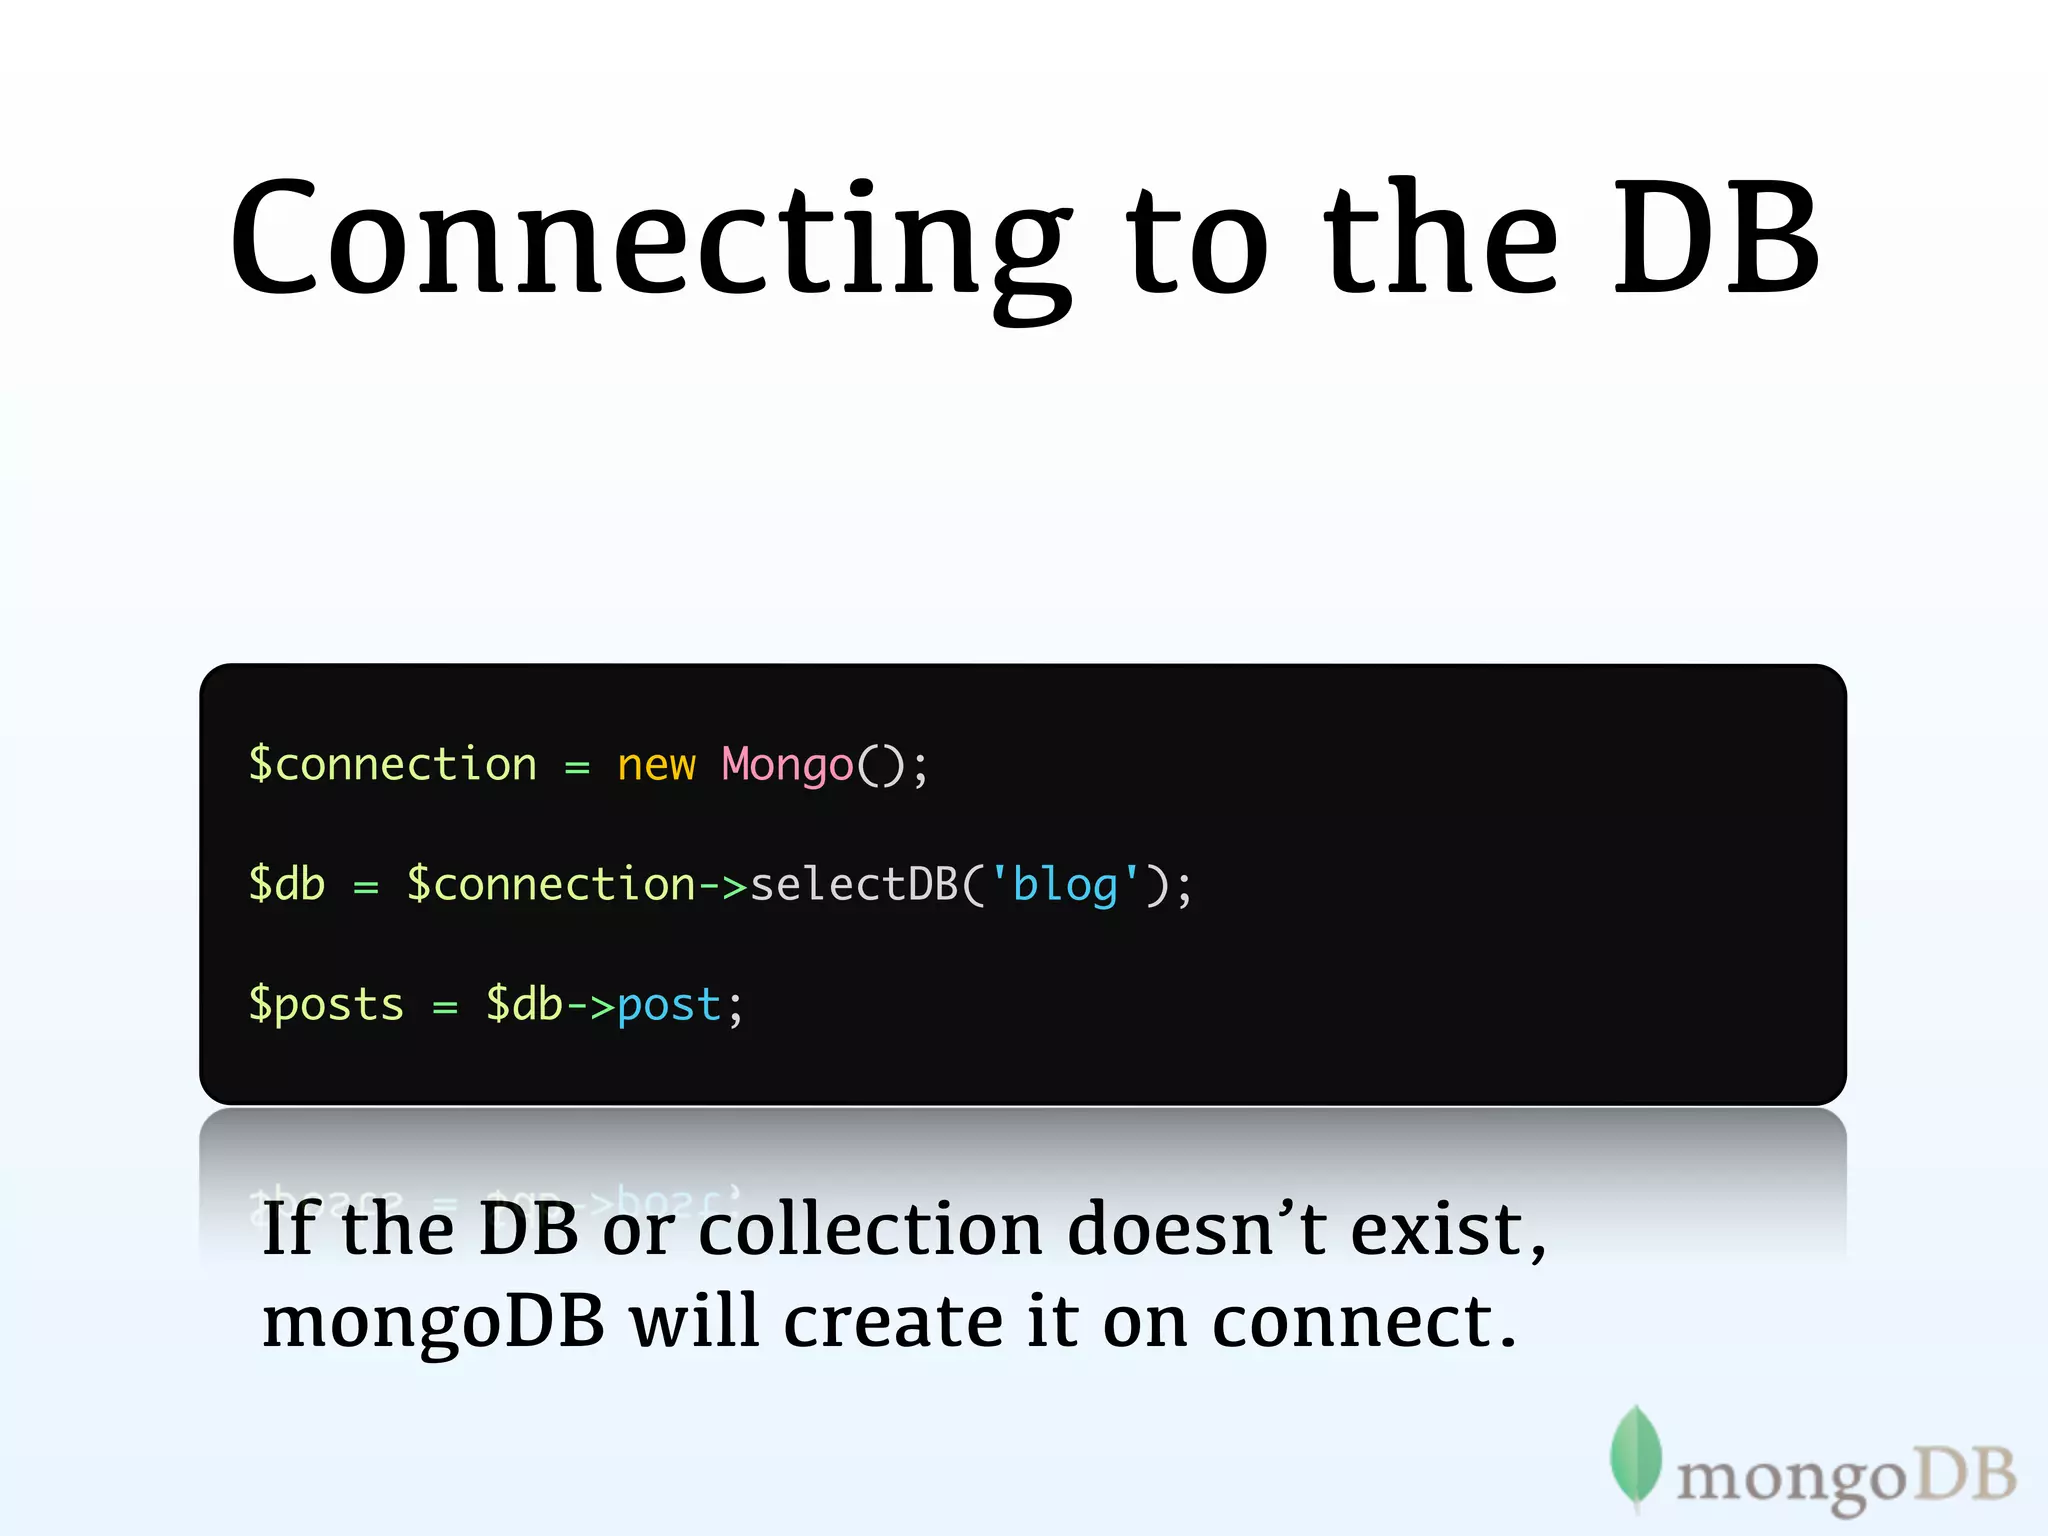 Connecting to the DB
$connection = new Mongo();
$db = $connection->selectDB('blog');
$posts = $db->post;
If the DB or collection doesn’t exist,
mongoDB will create it on connect.
mongoDB